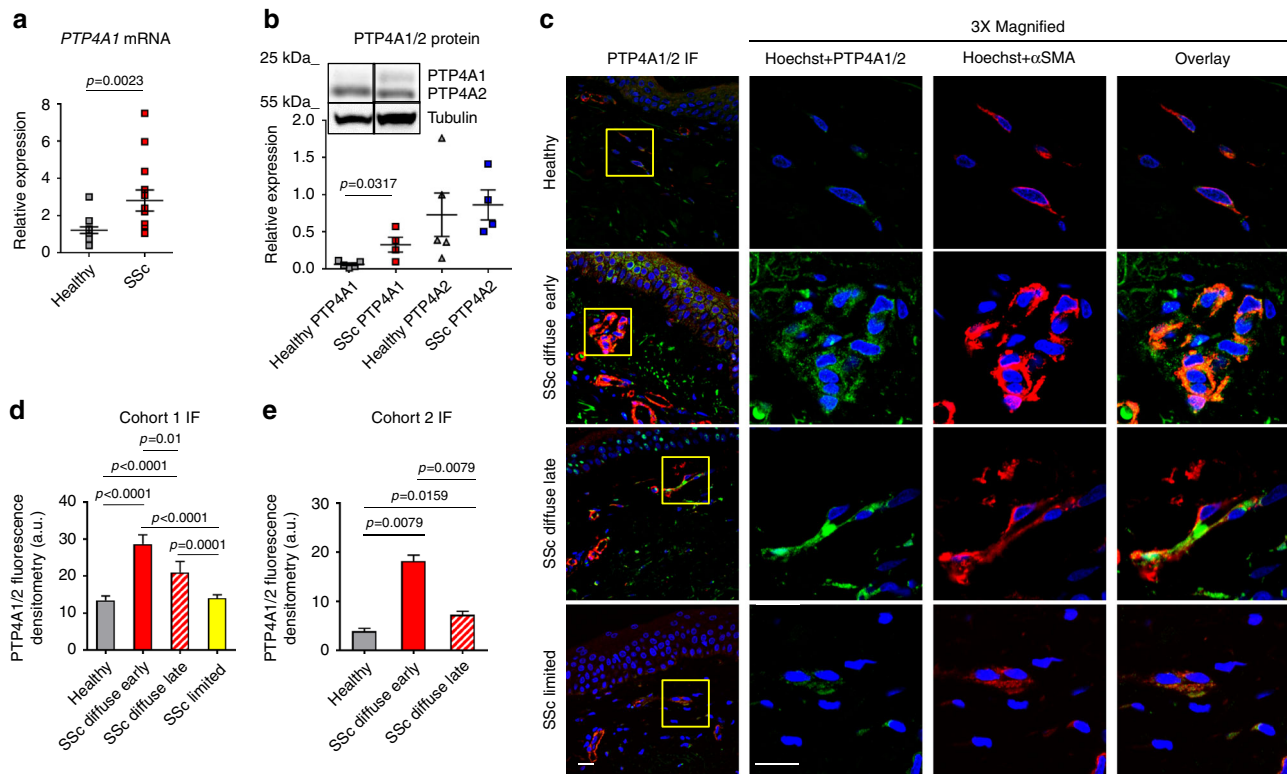 a
PTP4A1 mRNA
p=0.0023
Relative expression
8
6
4
2
0
Healthy
SSc
b
PTP4A1/2 protein
25 kDa_
PTP4A1
PTP4A2
55 kDa_
Tubulin
Relative expression
2.0
1.5
1.0
0.5
0.0
p=0.0317
Healthy PTP4A1
SSc PTP4A1
Healthy PTP4A2
SSc PTP4A2
c
3X Magnified
PTP4A1/2 IF
Hoechst+PTP4A1/2
Hoechst+αSMA
Overlay
Healthy
SSc diffuse early
SSc diffuse late
SSc limited
d
Cohort 1 IF
p=0.01
p<0.0001
p<0.0001
p<0.0001
p=0.0001
PTP4A1/2 fluorescence
densitometry (a.u.)
40
30
20
10
0
Healthy
SSc diffuse early
SSc diffuse late
SSc limited
e
Cohort 2 IF
p=0.0079
p=0.0159
p=0.0079
PTP4A1/2 fluorescence
densitometry (a.u.)
30
20
10
0
Healthy
SSc diffuse early
SSc diffuse late